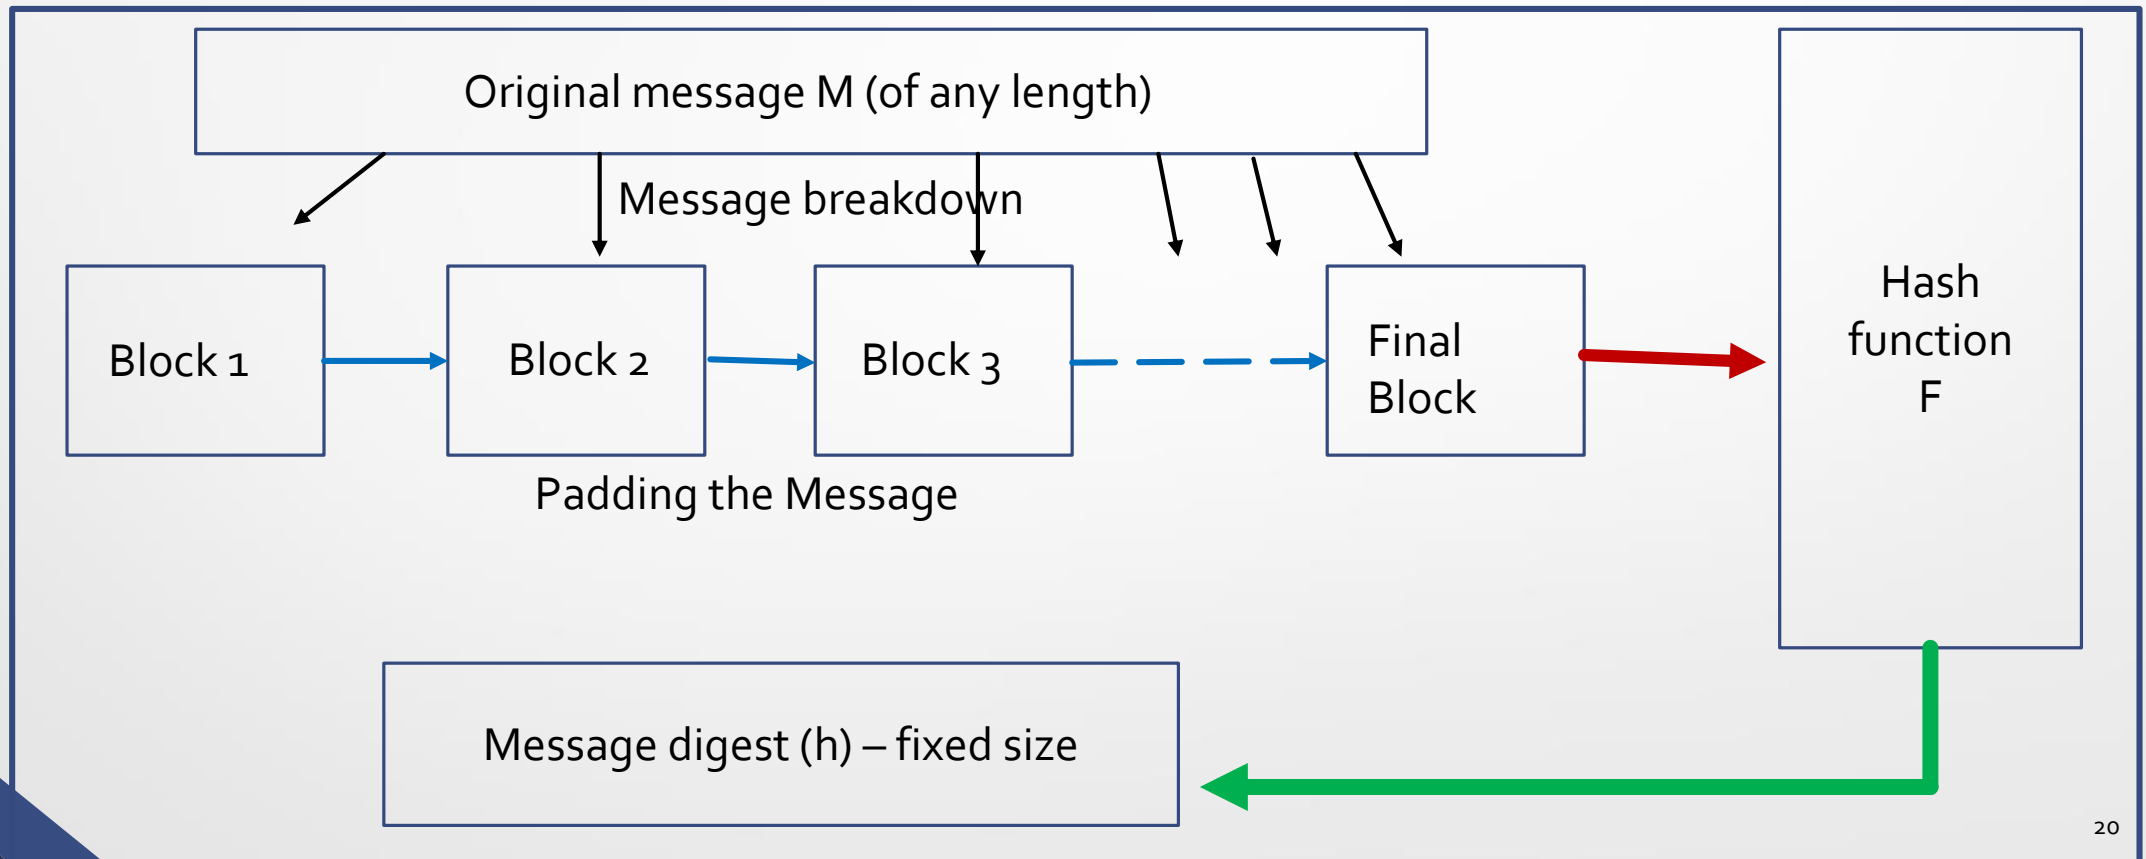 Original message M (of any length)
Message breakdown
Block 1
Block 2
Block 3
Final
Block
Hash
function
F
Padding the Message
Message digest (h) – fixed size
20